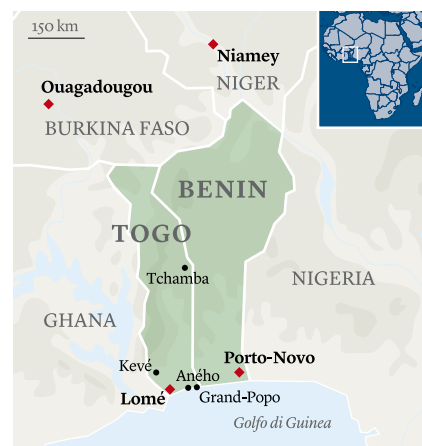 150 km
Niamey
NIGER
Ouagadougou
BURKINA FASO
BENIN
TOGO
Tchamba
NIGERIA
GHANA
Porto-Novo
Kevé
Aného
Lomé
Grand-Popo
Golfo di Guinea